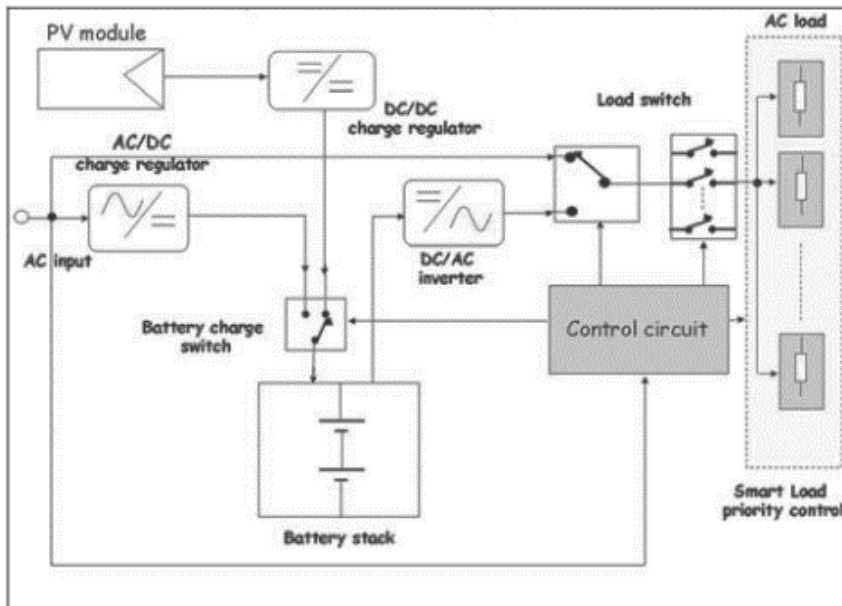 PV module
AC load
Load switch
DC/DC
charge regulator
AC/DC
charge regulator
AC input
DC/AC
inverter
Battery charge
switch
Control circuit
Battery stack
Smart Load
priority control